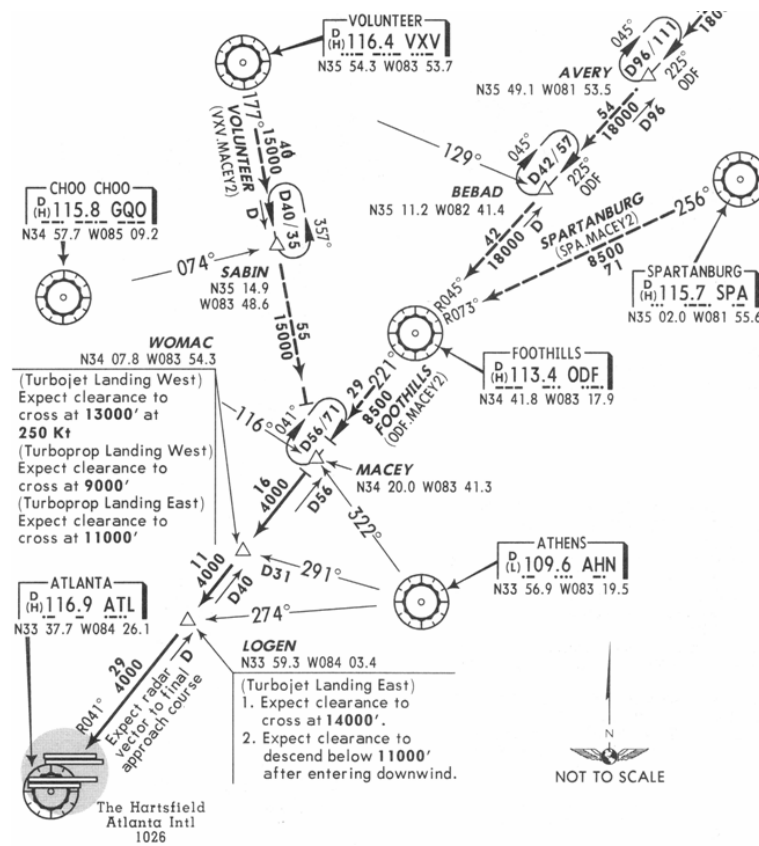 VOLUNTEER
D
(H) 116.4 VXV
N35 54.3 W083 53.7
045°
D96/111
18000
AVERY
N35 49.1 W081 53.5
225°
ODF
54
18000
D96
177°
40
15000
VOLUNTEER
(VXV.MACEY2)
D
D40/35
357°
129°
045°
D42/57
225°
ODF
BEBAD
N35 11.2 W082 41.4
42
18000
D
SPARTANBURG
(SPA.MACEY2)
8500
71
256°
CHOO CHOO
D
(H) 115.8 GQO
N34 57.7 W085 09.2
074°
SABIN
N35 14.9
W083 48.6
SPARTANBURG
D
(H) 115.7 SPA
N35 02.0 W081 55.6
R045°
R073°
55
15000
WOMAC
N34 07.8 W083 54.3
(Turbojet Landing West)
Expect clearance to
cross at 13000' at
250 Kt
(Turboprop Landing West)
Expect clearance to
cross at 9000'
(Turboprop Landing East)
Expect clearance to
cross at 11000'
FOOTHILLS
D
(H) 113.4 ODF
N34 41.8 W083 17.9
221°
29
8500
FOOTHILLS
(ODF.MACEY2)
116°
041°
D56/71
MACEY
N34 20.0 W083 41.3
16
4000
D56
322°
11
4000
D40
D31
291°
274°
ATHENS
D
(L) 109.6 AHN
N33 56.9 W083 19.5
ATLANTA
D
(H) 116.9 ATL
N33 37.7 W084 26.1
LOGEN
N33 59.3 W084 03.4
(Turbojet Landing East)
1. Expect clearance to
cross at 14000'.
2. Expect clearance to
descend below 11000'
after entering downwind.
29
4000
D
R041°
Expect radar
vector to final
approach course
N
NOT TO SCALE
The Hartsfield
Atlanta Intl
1026